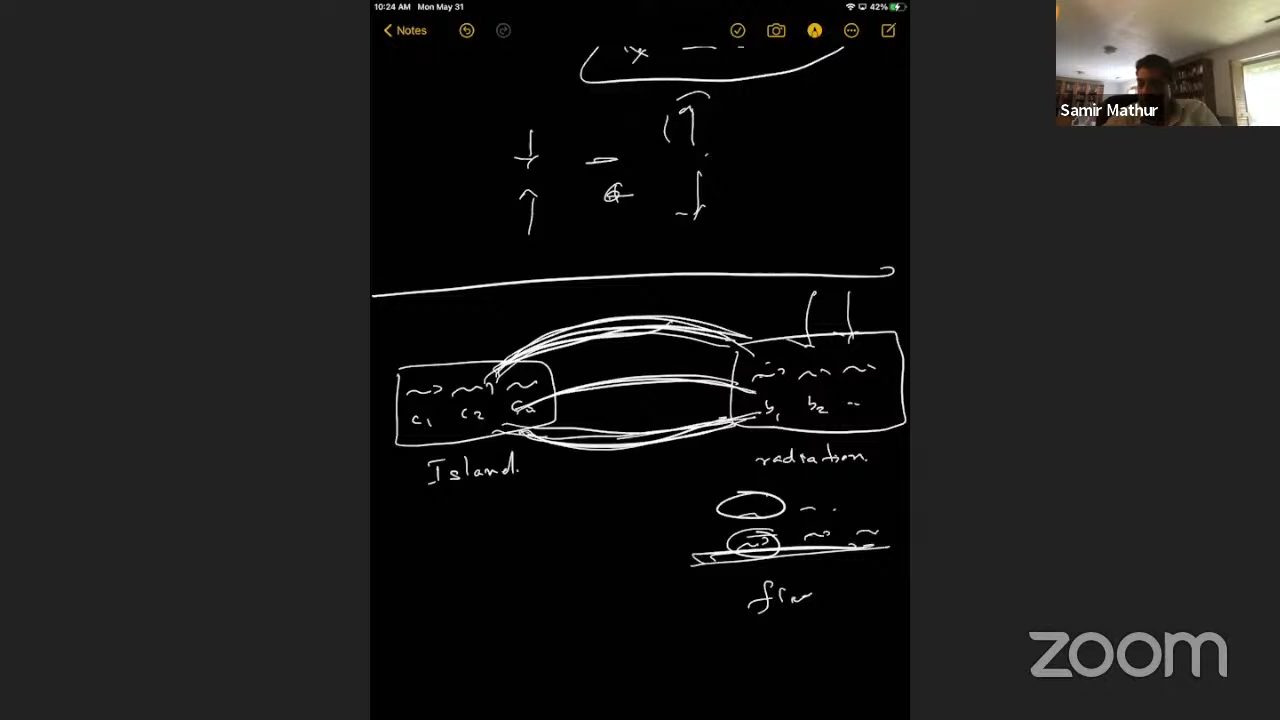 10:24 AM Mon May 31 42%
Notes
Samir Mathur
c1 c2
b1 b2 --
Island.
radiation.
zoom